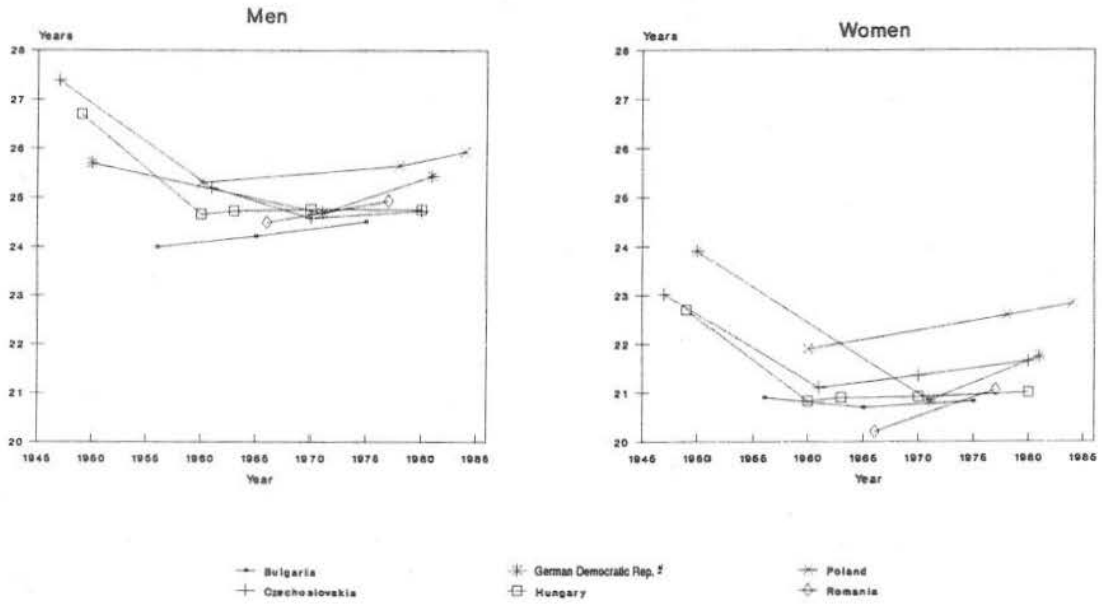 Men
Years
28
27
26
25
24
23
22
21
20
1945 1950 1955 1960 1965 1970 1975 1980 1985
Year
Women
Years
28
27
26
25
24
23
22
21
20
1945 1950 1955 1960 1965 1970 1975 1980 1985
Year
Bulgaria
German Democratic Rep.
Poland
Czechoslovakia
Hungary
Romania